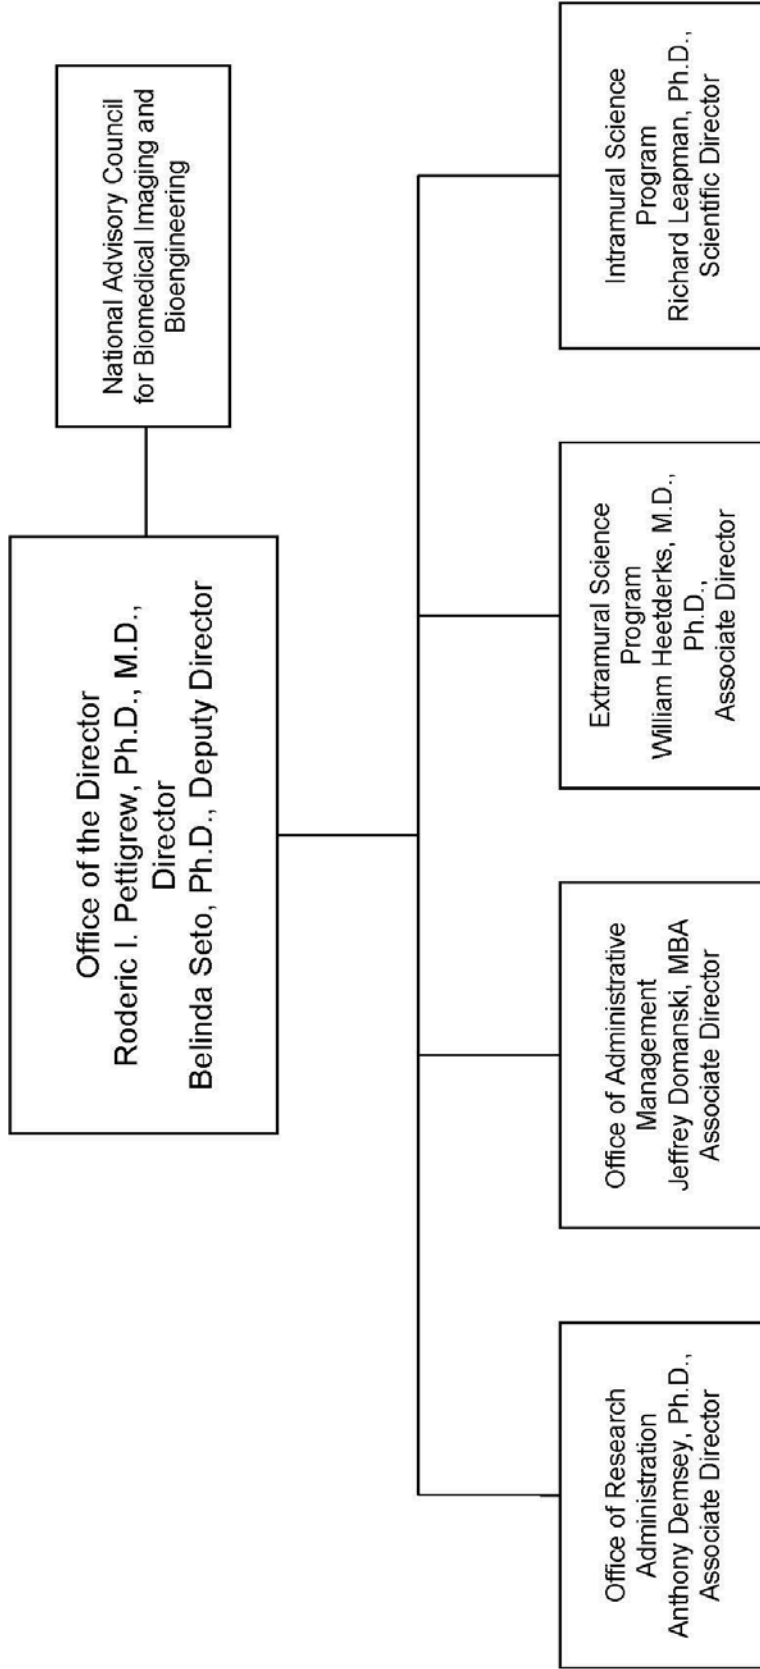 Office of the Director
Roderic I. Pettigrew, Ph.D., M.D.,
Director
Belinda Seto, Ph.D., Deputy Director
National Advisory Council
for Biomedical Imaging and
Bioengineering
Office of Research
Administration
Anthony Demsey, Ph.D.,
Associate Director
Office of Administrative
Management
Jeffrey Domanski, MBA
Associate Director
Extramural Science
Program
William Heetderks, M.D.,
Ph.D.,
Associate Director
Intramural Science
Program
Richard Leapman, Ph.D.,
Scientific Director